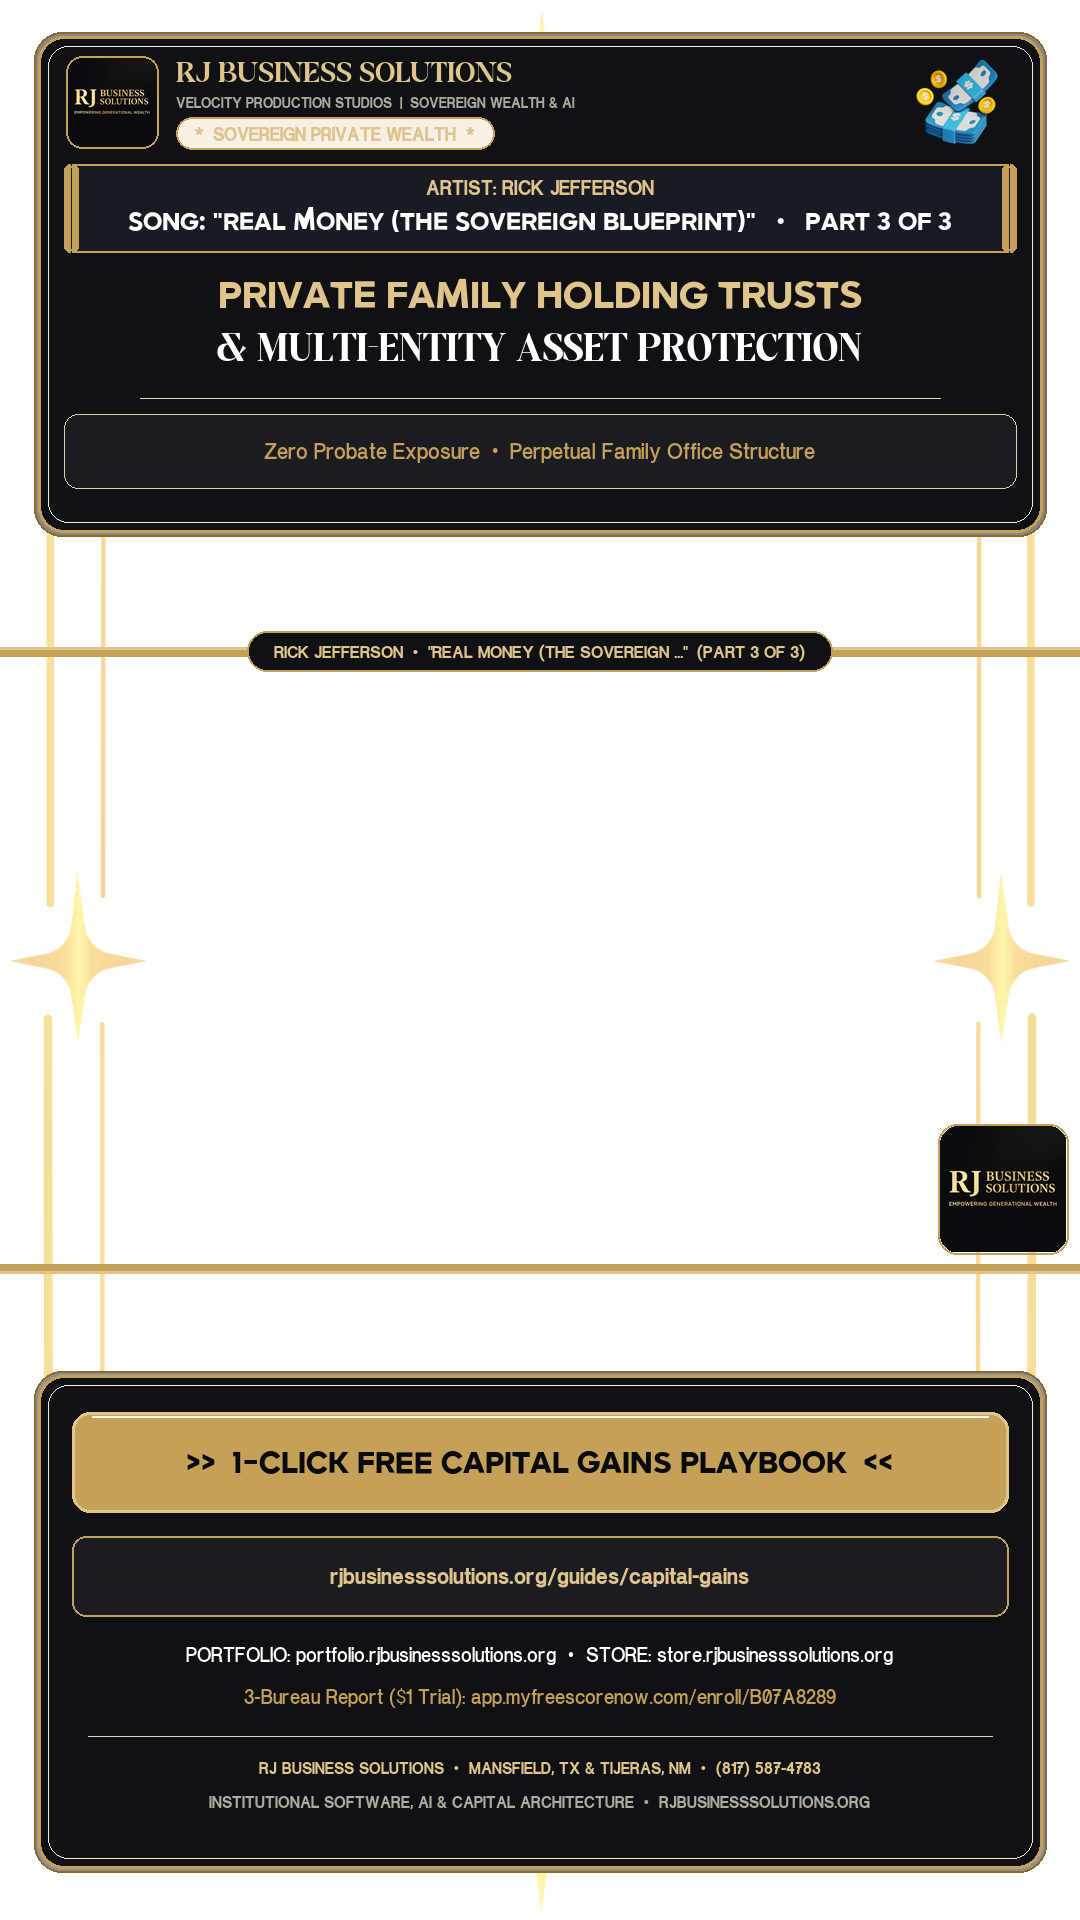 RJ BUSINESS SOLUTIONS
EMPOWERING GENERATIONAL WEALTH
RJ BUSINESS SOLUTIONS
VELOCITY PRODUCTION STUDIOS | SOVEREIGN WEALTH & AI
* SOVEREIGN PRIVATE WEALTH *
ARTIST: RICK JEFFERSON
SONG: "REAL MONEY (THE SOVEREIGN BLUEPRINT)" • PART 3 OF 3
PRIVATE FAMILY HOLDING TRUSTS
& MULTI-ENTITY ASSET PROTECTION
Zero Probate Exposure • Perpetual Family Office Structure
RICK JEFFERSON • "REAL MONEY (THE SOVEREIGN ..." (PART 3 OF 3)
RJ BUSINESS SOLUTIONS
EMPOWERING GENERATIONAL WEALTH
>> 1-CLICK FREE CAPITAL GAINS PLAYBOOK <<
rjbusinesssolutions.org/guides/capital-gains
PORTFOLIO: portfolio.rjbusinesssolutions.org • STORE: store.rjbusinesssolutions.org
3-Bureau Report ($1 Trial): app.myfreescorenow.com/enroll/B07A8289
RJ BUSINESS SOLUTIONS • MANSFIELD, TX & TIJERAS, NM • (817) 587-4783
INSTITUTIONAL SOFTWARE, AI & CAPITAL ARCHITECTURE • RJBUSINESSSOLUTIONS.ORG